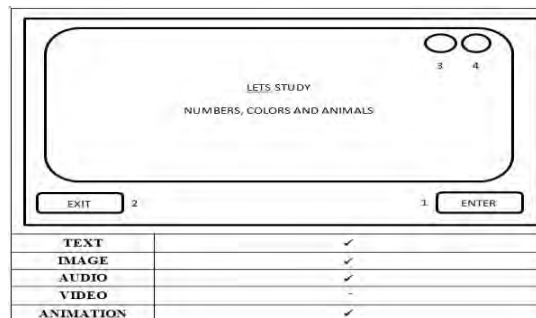 3 4
LETS STUDY
NUMBERS, COLORS AND ANIMALS
EXIT 2 1 ENTER
TEXT ✓
IMAGE ✓
AUDIO ✓
VIDEO -
ANIMATION ✓